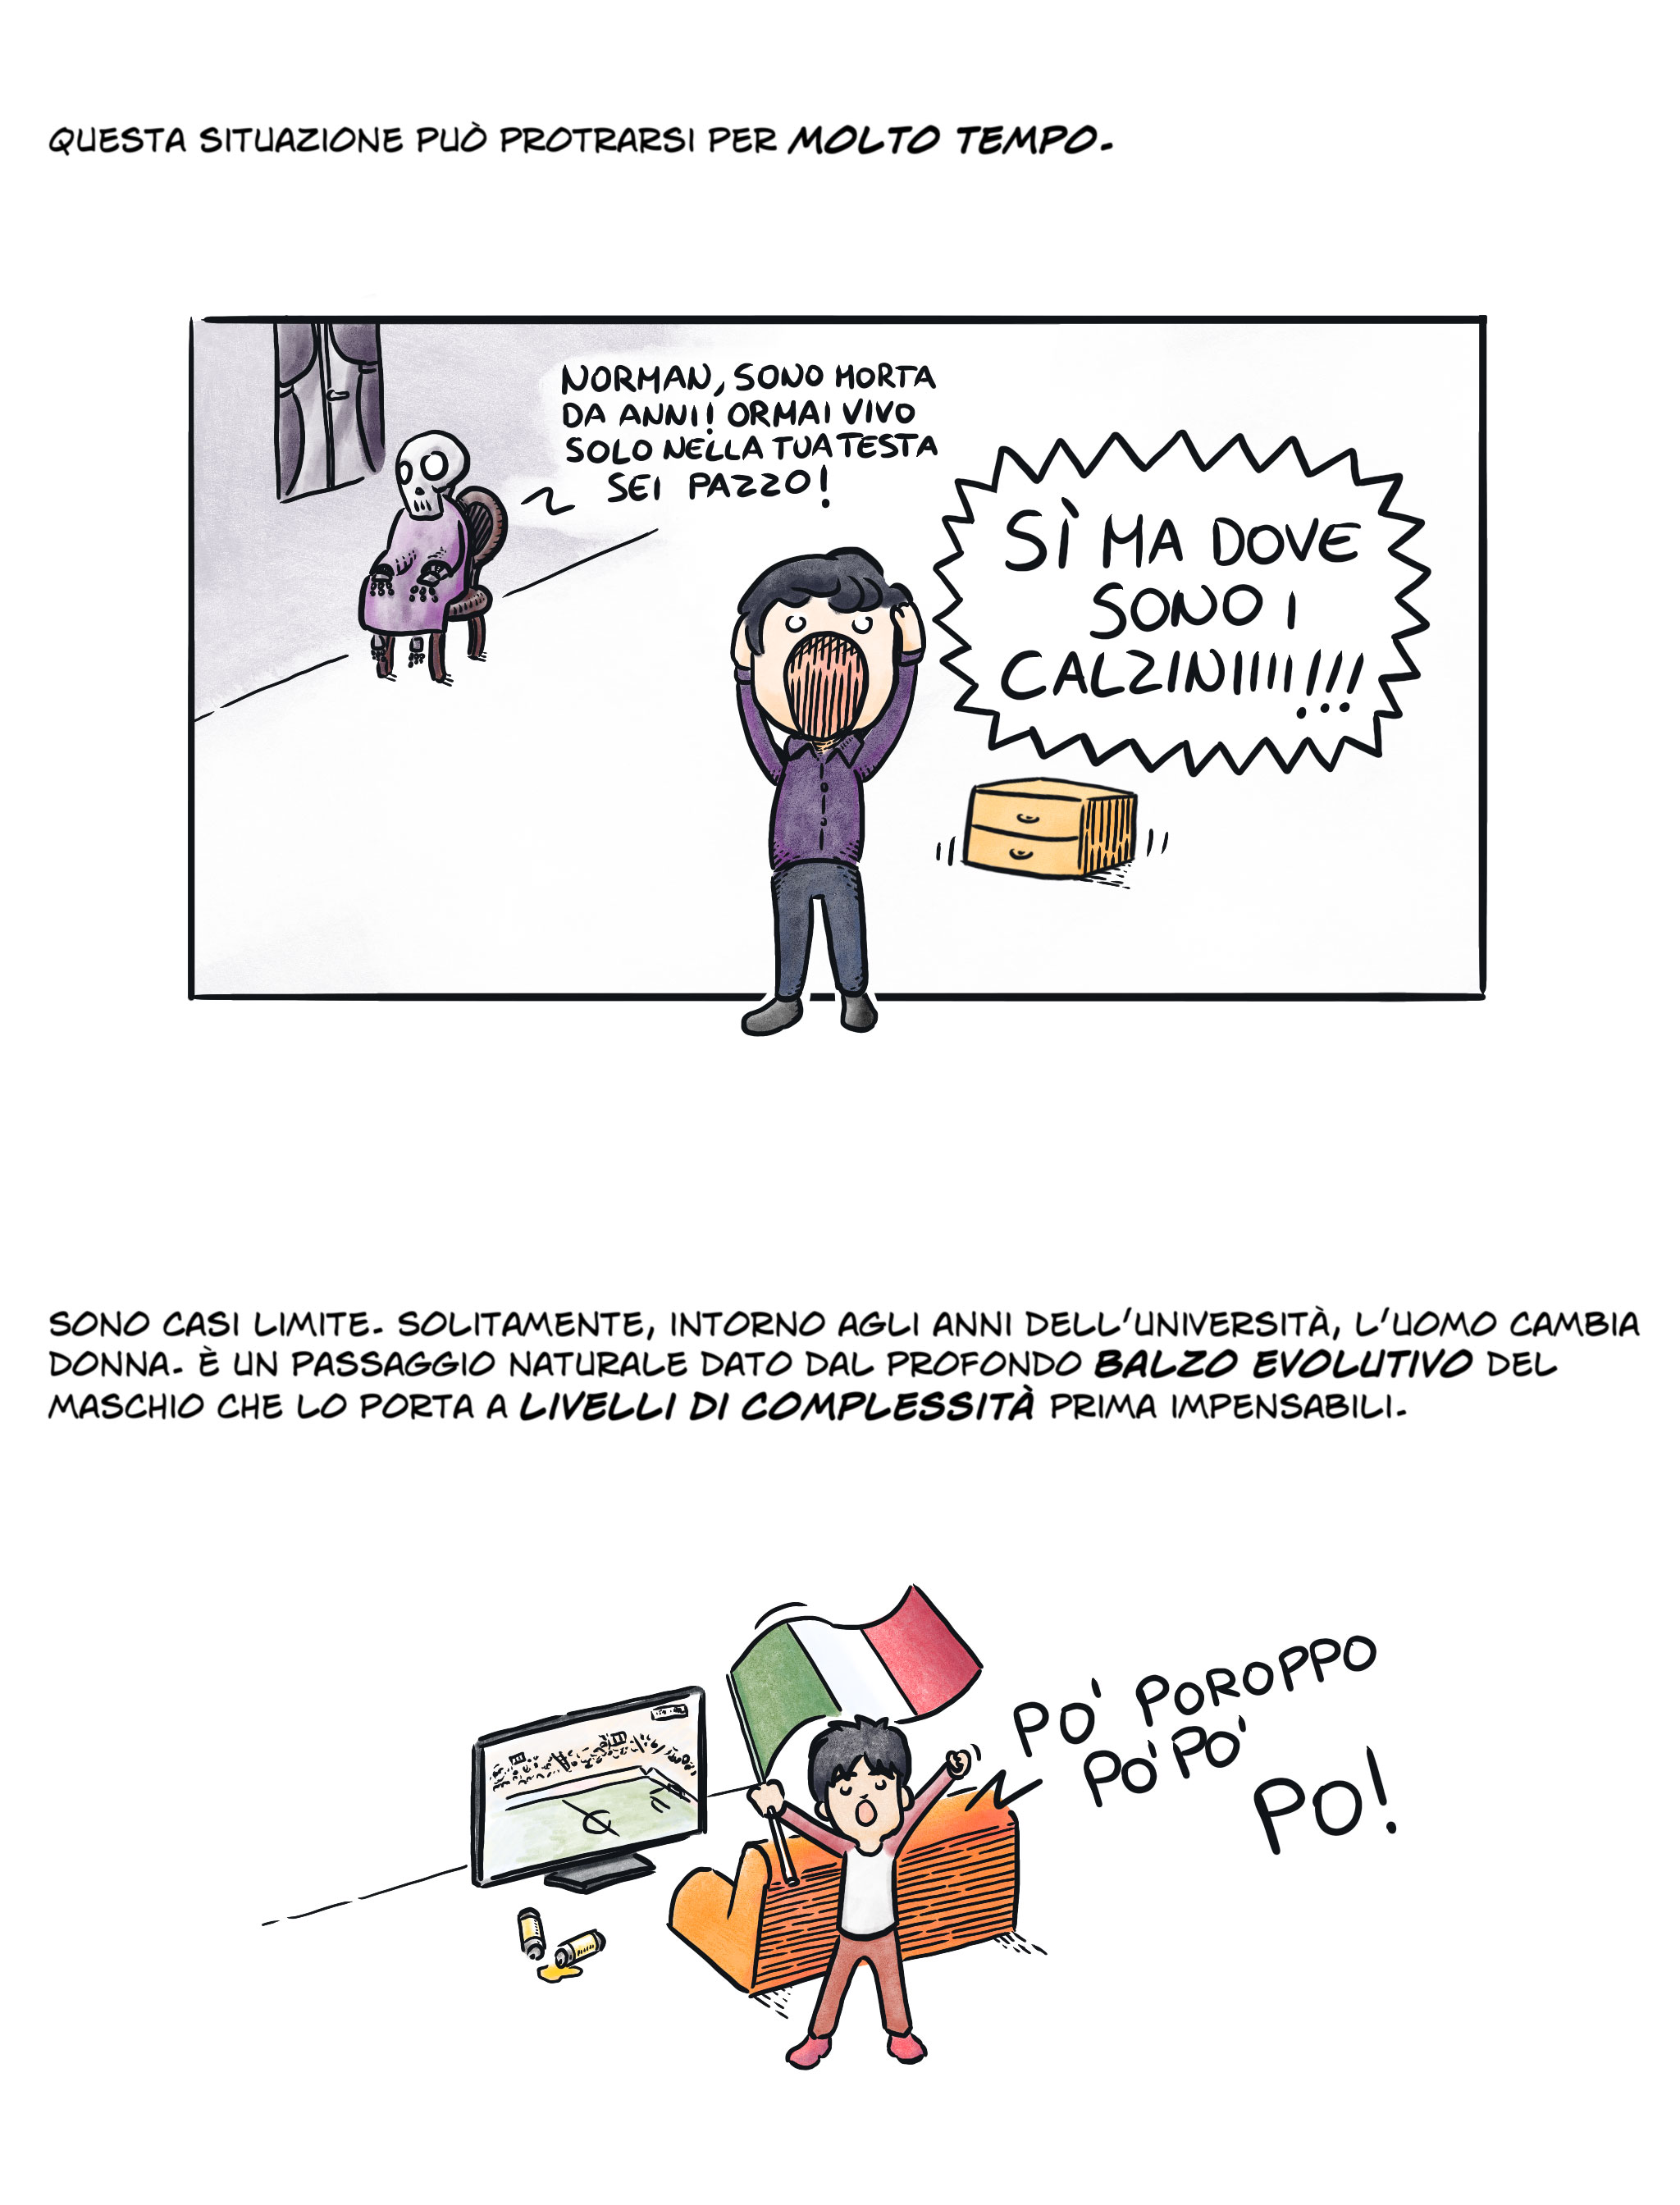 QUESTA SITUAZIONE PUÒ PROTRARSI PER MOLTO TEMPO.
NORMAN, SONO MORTA
DA ANNI! ORMAI VIVO
SOLO NELLA TUA TESTA
SEI PAZZO!
SÌ MA DOVE
SONO I
CALZINIIII!!!
SONO CASI LIMITE. SOLITAMENTE, INTORNO AGLI ANNI DELL'UNIVERSITÀ, L'UOMO CAMBIA
DONNA. È UN PASSAGGIO NATURALE DATO DAL PROFONDO BALZO EVOLUTIVO DEL
MASCHIO CHE LO PORTA A LIVELLI DI COMPLESSITÀ PRIMA IMPENSABILI.
PO' POROPPO
PO'PO'
PO!